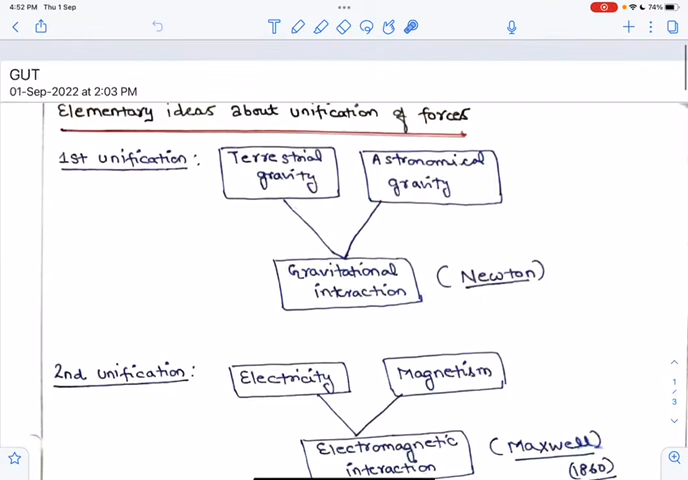 4:52 PM Thu 1 Sep
74%
GUT
01-Sep-2022 at 2:03 PM
Elementary ideas about unification of forces
1st unification:
Terrestrial gravity
Astronomical gravity
Gravitational interaction
(Newton)
2nd unification:
Electricity
Magnetism
Electromagnetic interaction
(Maxwell)
(1860)
1
/
3